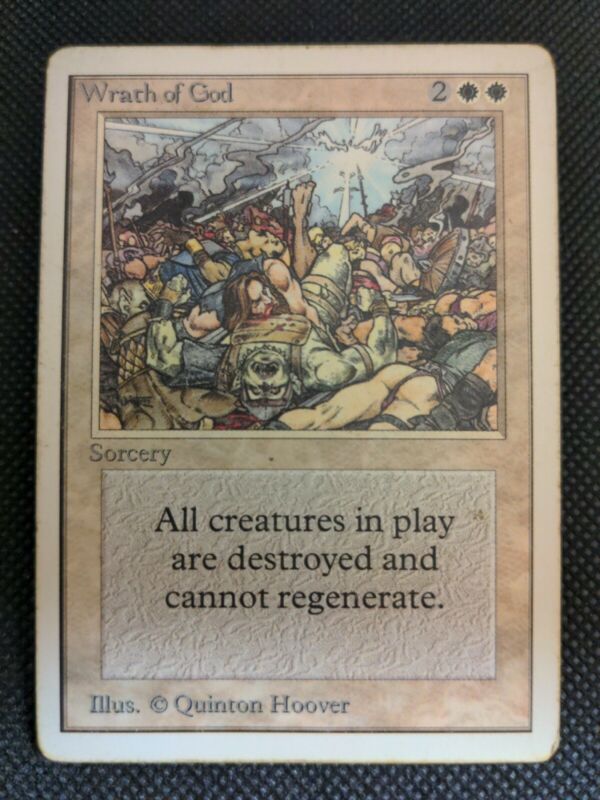 Wrath of God 2
Sorcery
All creatures in play
are destroyed and
cannot regenerate.
Illus. © Quinton Hoover